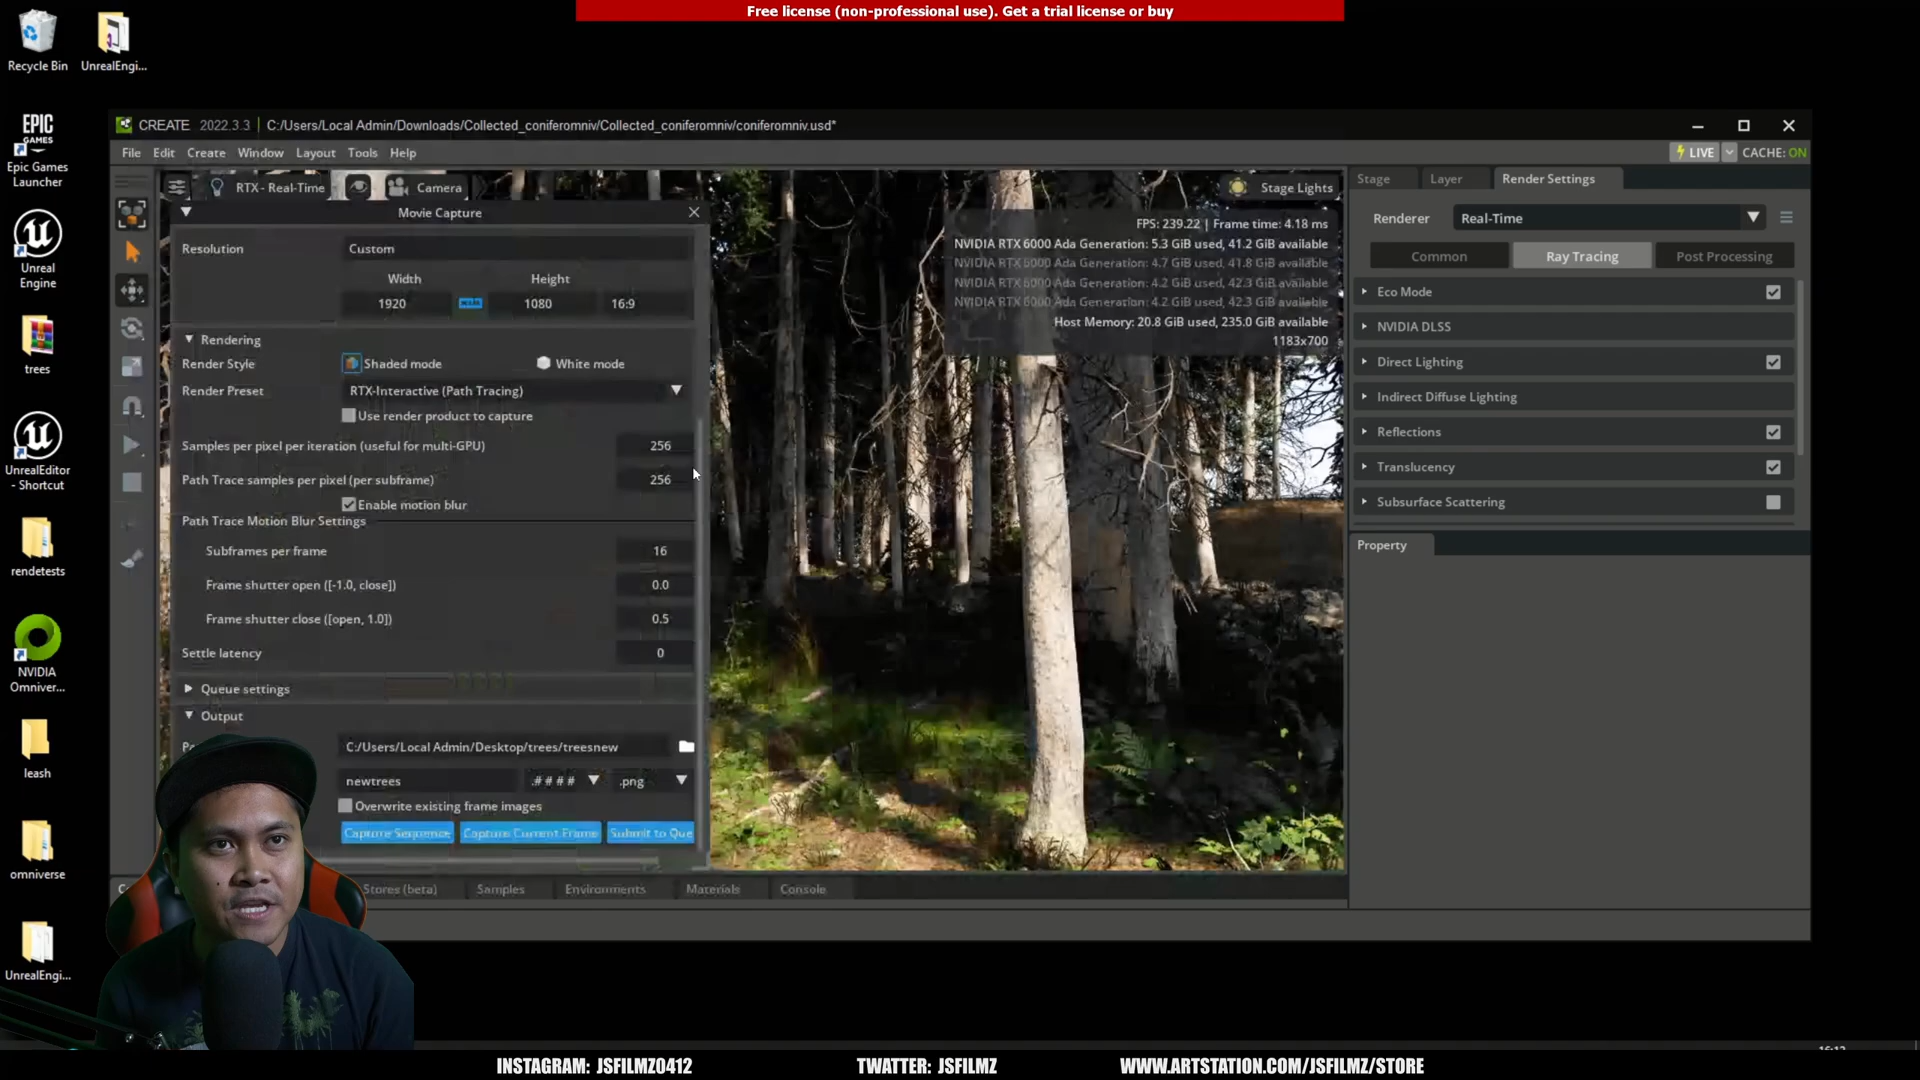 Free license (non-professional use). Get a trial license or buy
Recycle Bin
UnrealEngi...
EPIC GAMES
Epic Games Launcher
Unreal Engine
trees
UnrealEditor - Shortcut
rendetests
NVIDIA Omniver...
leash
omniverse
UnrealEngi...
CREATE 2022.3.3 | C:/Users/Local Admin/Downloads/Collected_coniferomniv/Collected_coniferomniv/coniferomniv.usd*
File Edit Create Window Layout Tools Help
LIVE CACHE: ON
RTX - Real-Time Camera Stage Lights
Movie Capture
Resolution Custom
Width Height
1920 1080 16:9
Rendering
Render Style Shaded mode White mode
Render Preset RTX-Interactive (Path Tracing)
Use render product to capture
Samples per pixel per iteration (useful for multi-GPU) 256
Path Trace samples per pixel (per subframe) 256
Enable motion blur
Path Trace Motion Blur Settings
Subframes per frame 16
Frame shutter open ([-1.0, close]) 0.0
Frame shutter close ([open, 1.0]) 0.5
Settle latency 0
Queue settings
Output
C:/Users/Local Admin/Desktop/trees/treesnew
newtrees .#### .png
Overwrite existing frame images
Capture Sequence Capture Current Frame Submit to Que
FPS: 239.22 | Frame time: 4.18 ms
NVIDIA RTX 6000 Ada Generation: 5.3 GiB used, 41.2 GiB available
NVIDIA RTX 6000 Ada Generation: 4.7 GiB used, 41.8 GiB available
NVIDIA RTX 6000 Ada Generation: 4.2 GiB used, 42.3 GiB available
NVIDIA RTX 6000 Ada Generation: 4.2 GiB used, 42.3 GiB available
Host Memory: 20.8 GiB used, 235.0 GiB available
1183x700
Stores (beta) Samples Environments Materials Console
Stage Layer Render Settings
Renderer Real-Time
Common Ray Tracing Post Processing
Eco Mode
NVIDIA DLSS
Direct Lighting
Indirect Diffuse Lighting
Reflections
Translucency
Subsurface Scattering
Property
INSTAGRAM: JSFILMZ0412 TWATTER: JSFILMZ WWW.ARTSTATION.COM/JSFILMZ/STORE